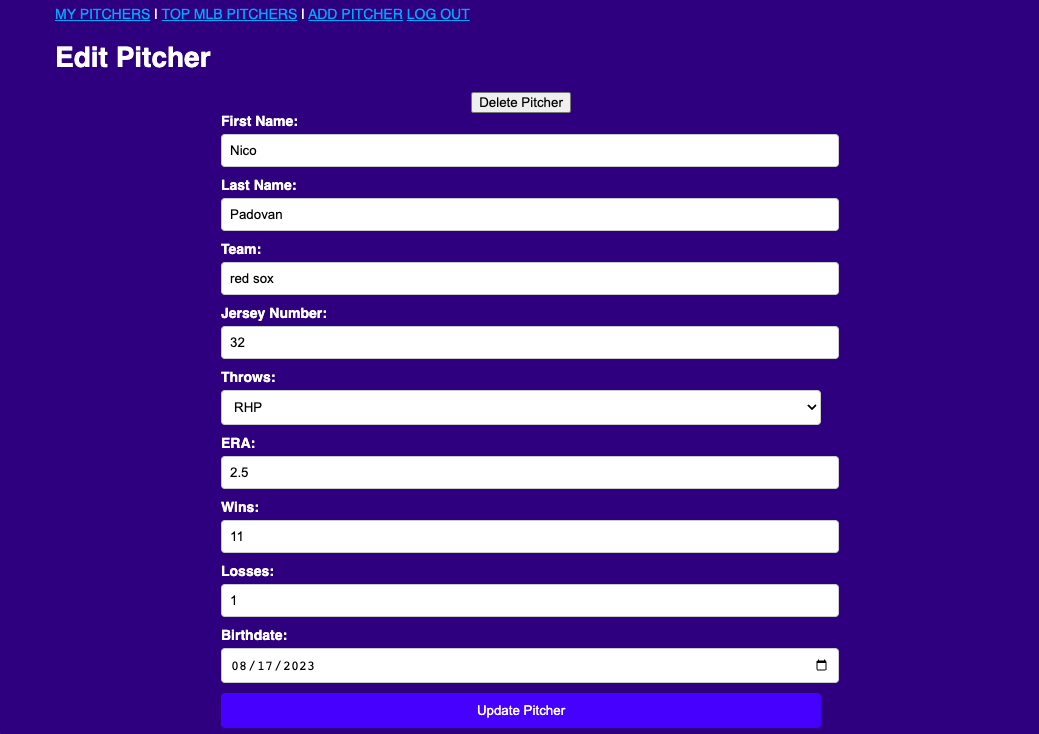 MY PITCHERS | TOP MLB PITCHERS | ADD PITCHER LOG OUT
Edit Pitcher
Delete Pitcher
First Name:
Nico
Last Name:
Padovan
Team:
red sox
Jersey Number:
32
Throws:
RHP
ERA:
2.5
Wins:
11
Losses:
1
Birthdate:
08/17/2023
Update Pitcher